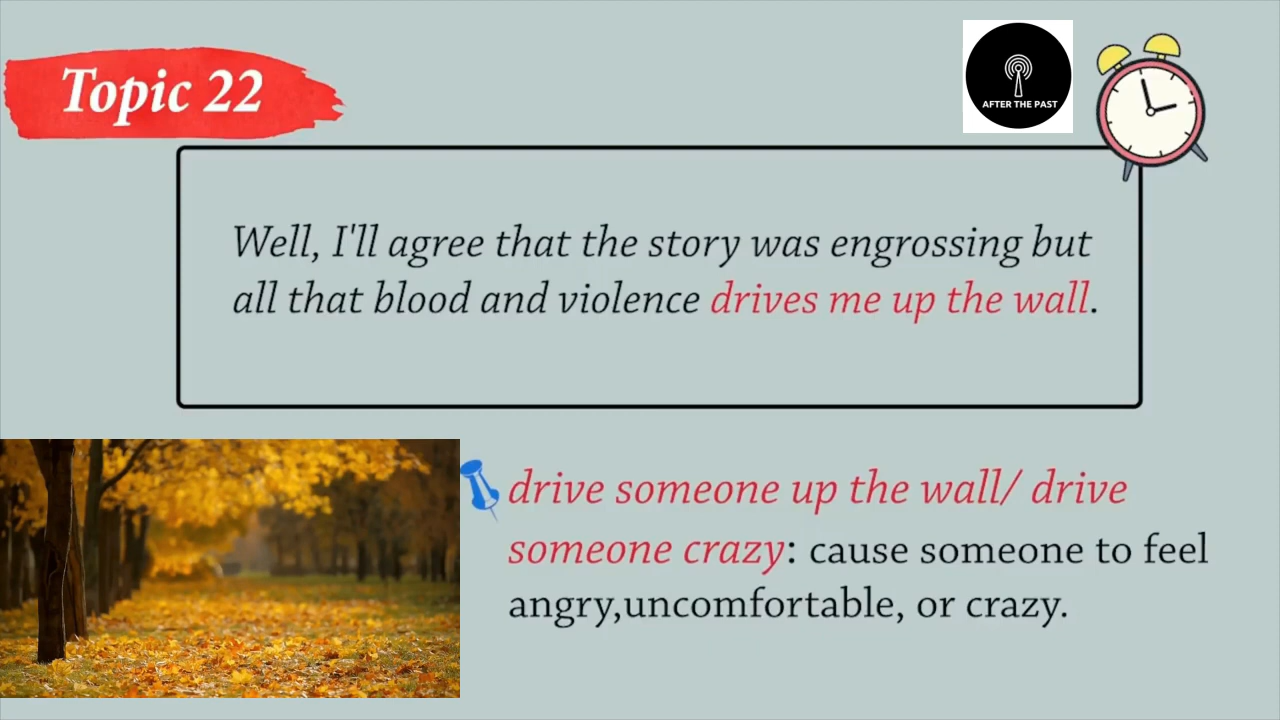 Topic 22
AFTER THE PAST
Well, I'll agree that the story was engrossing but
all that blood and violence drives me up the wall.
drive someone up the wall/ drive
someone crazy: cause someone to feel
angry,uncomfortable, or crazy.